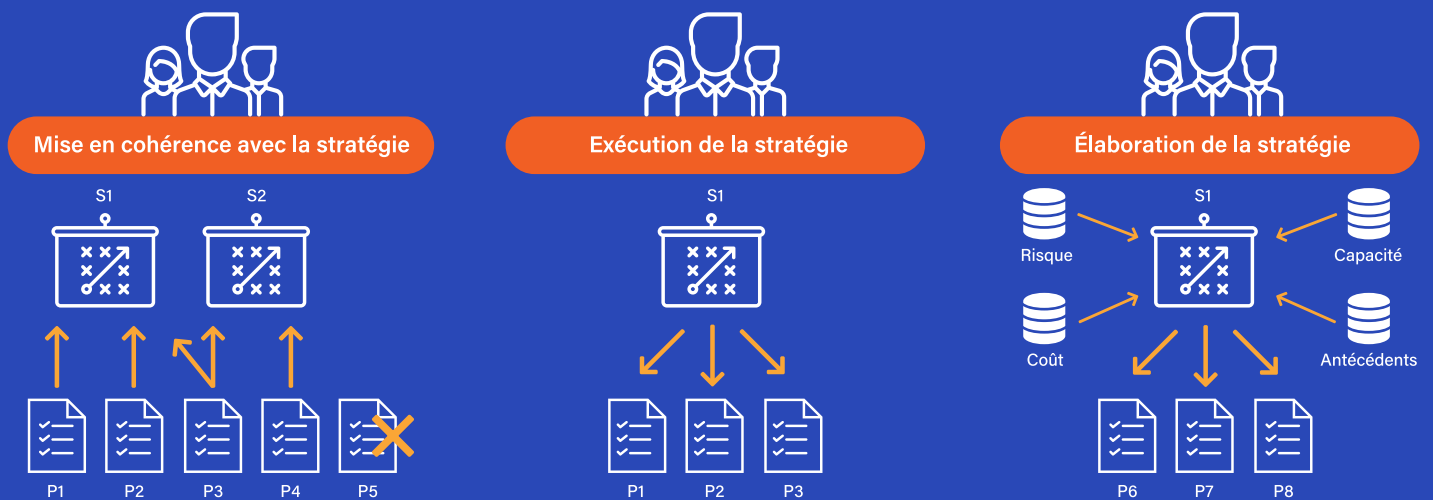 Mise en cohérence avec la stratégie
S1
S2
P1
P2
P3
P4
P5
Exécution de la stratégie
S1
P1
P2
P3
Élaboration de la stratégie
S1
Risque
Capacité
Coût
Antécédents
P6
P7
P8